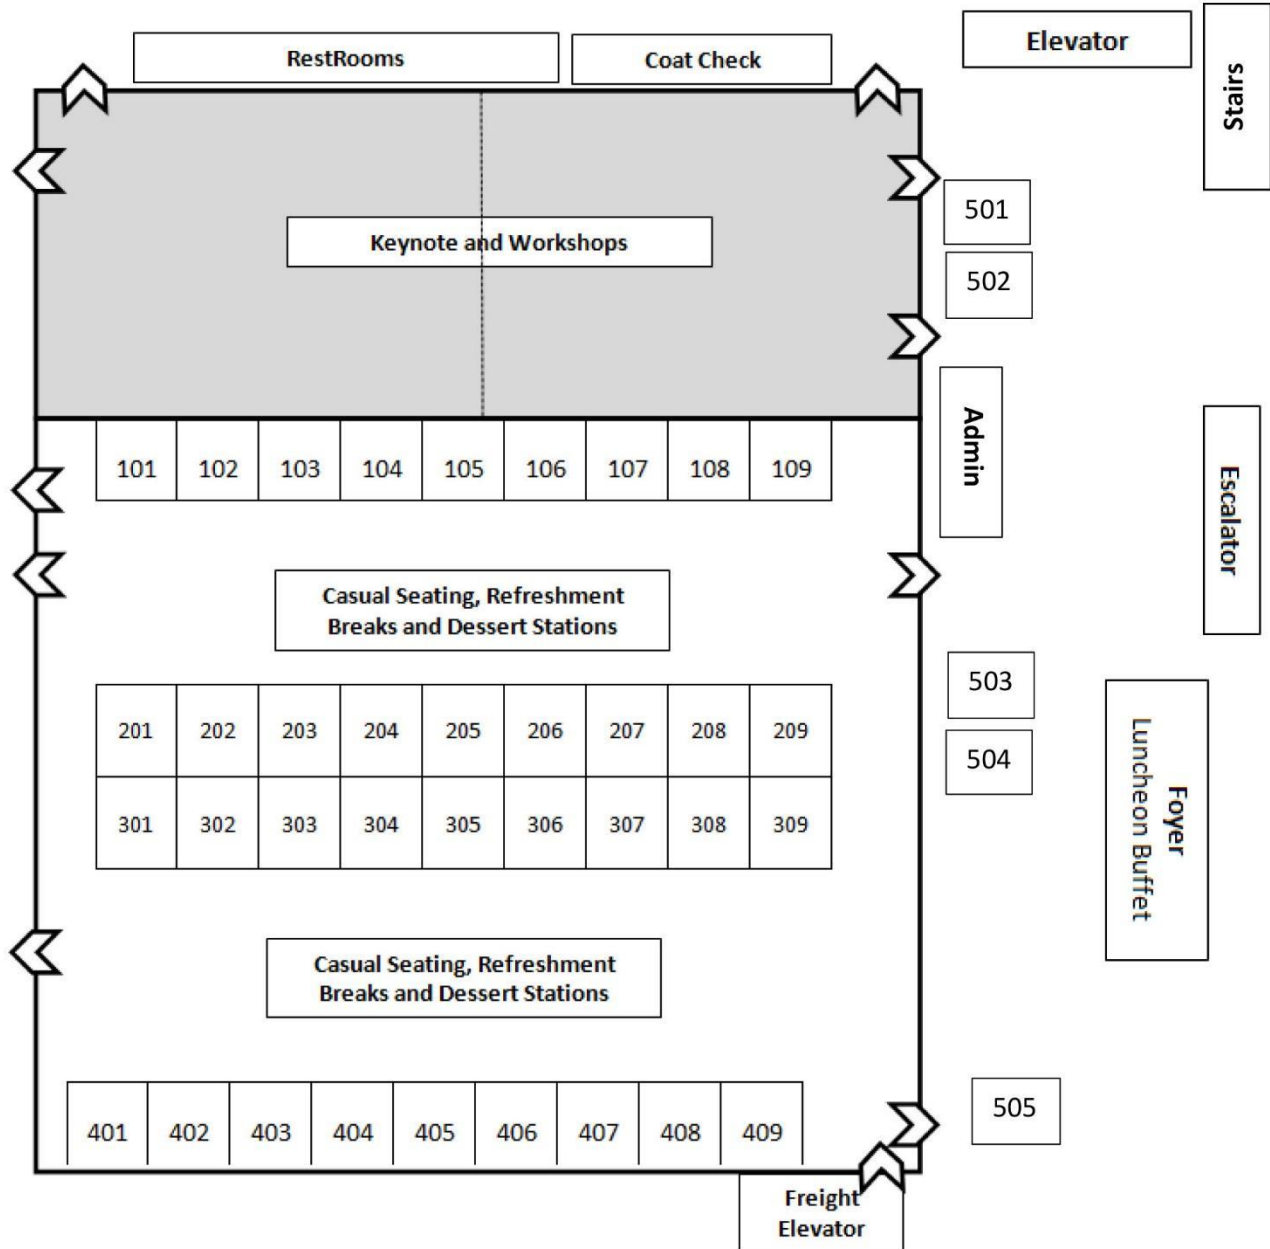 RestRooms
Coat Check
Elevator
Stairs
501
Keynote and Workshops
502
Admin
101 102 103 104 105 106 107 108 109
Escalator
Casual Seating, Refreshment
Breaks and Dessert Stations
503
201 202 203 204 205 206 207 208 209
504
Foyer
Luncheon Buffet
301 302 303 304 305 306 307 308 309
Casual Seating, Refreshment
Breaks and Dessert Stations
401 402 403 404 405 406 407 408 409
505
Freight
Elevator